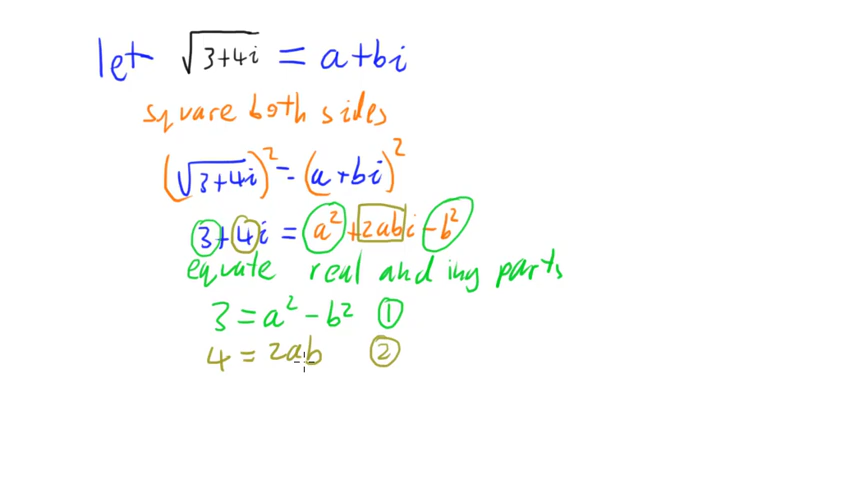 let √(3+4i) = a+bi
square both sides
(√(3+4i))² = (a+bi)²
3+4i = a²+2abi-b²
equate real and img parts
3 = a² - b² ①
4 = 2ab ②